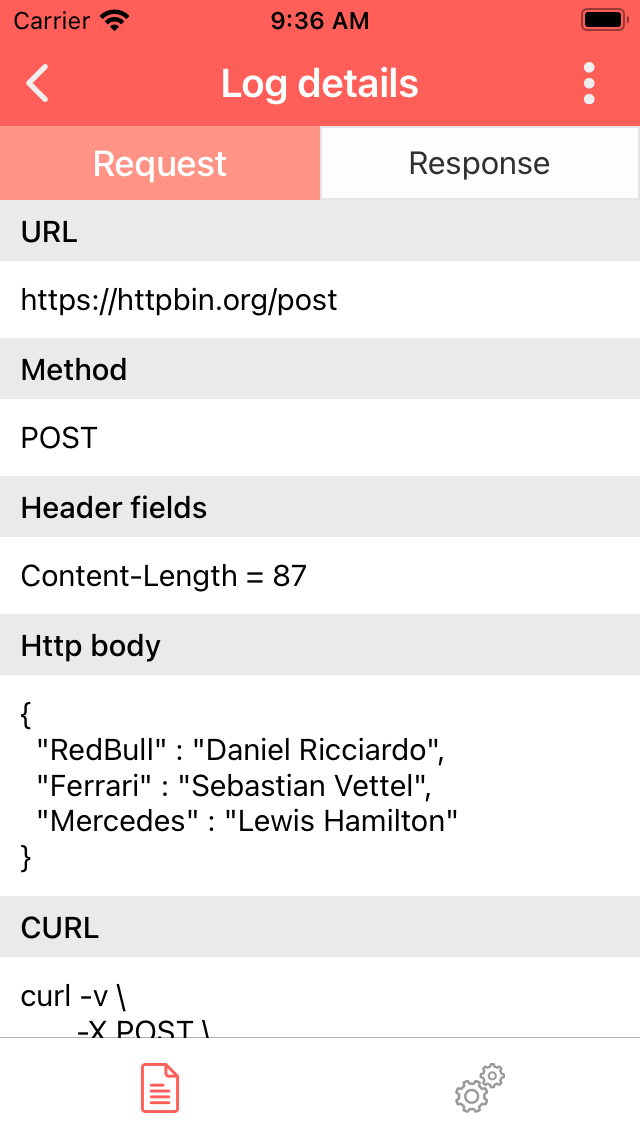 Carrier 9:36 AM
Log details
Request Response
URL
https://httpbin.org/post
Method
POST
Header fields
Content-Length = 87
Http body
{
"RedBull" : "Daniel Ricciardo",
"Ferrari" : "Sebastian Vettel",
"Mercedes" : "Lewis Hamilton"
}
CURL
curl -v \
-X POST \